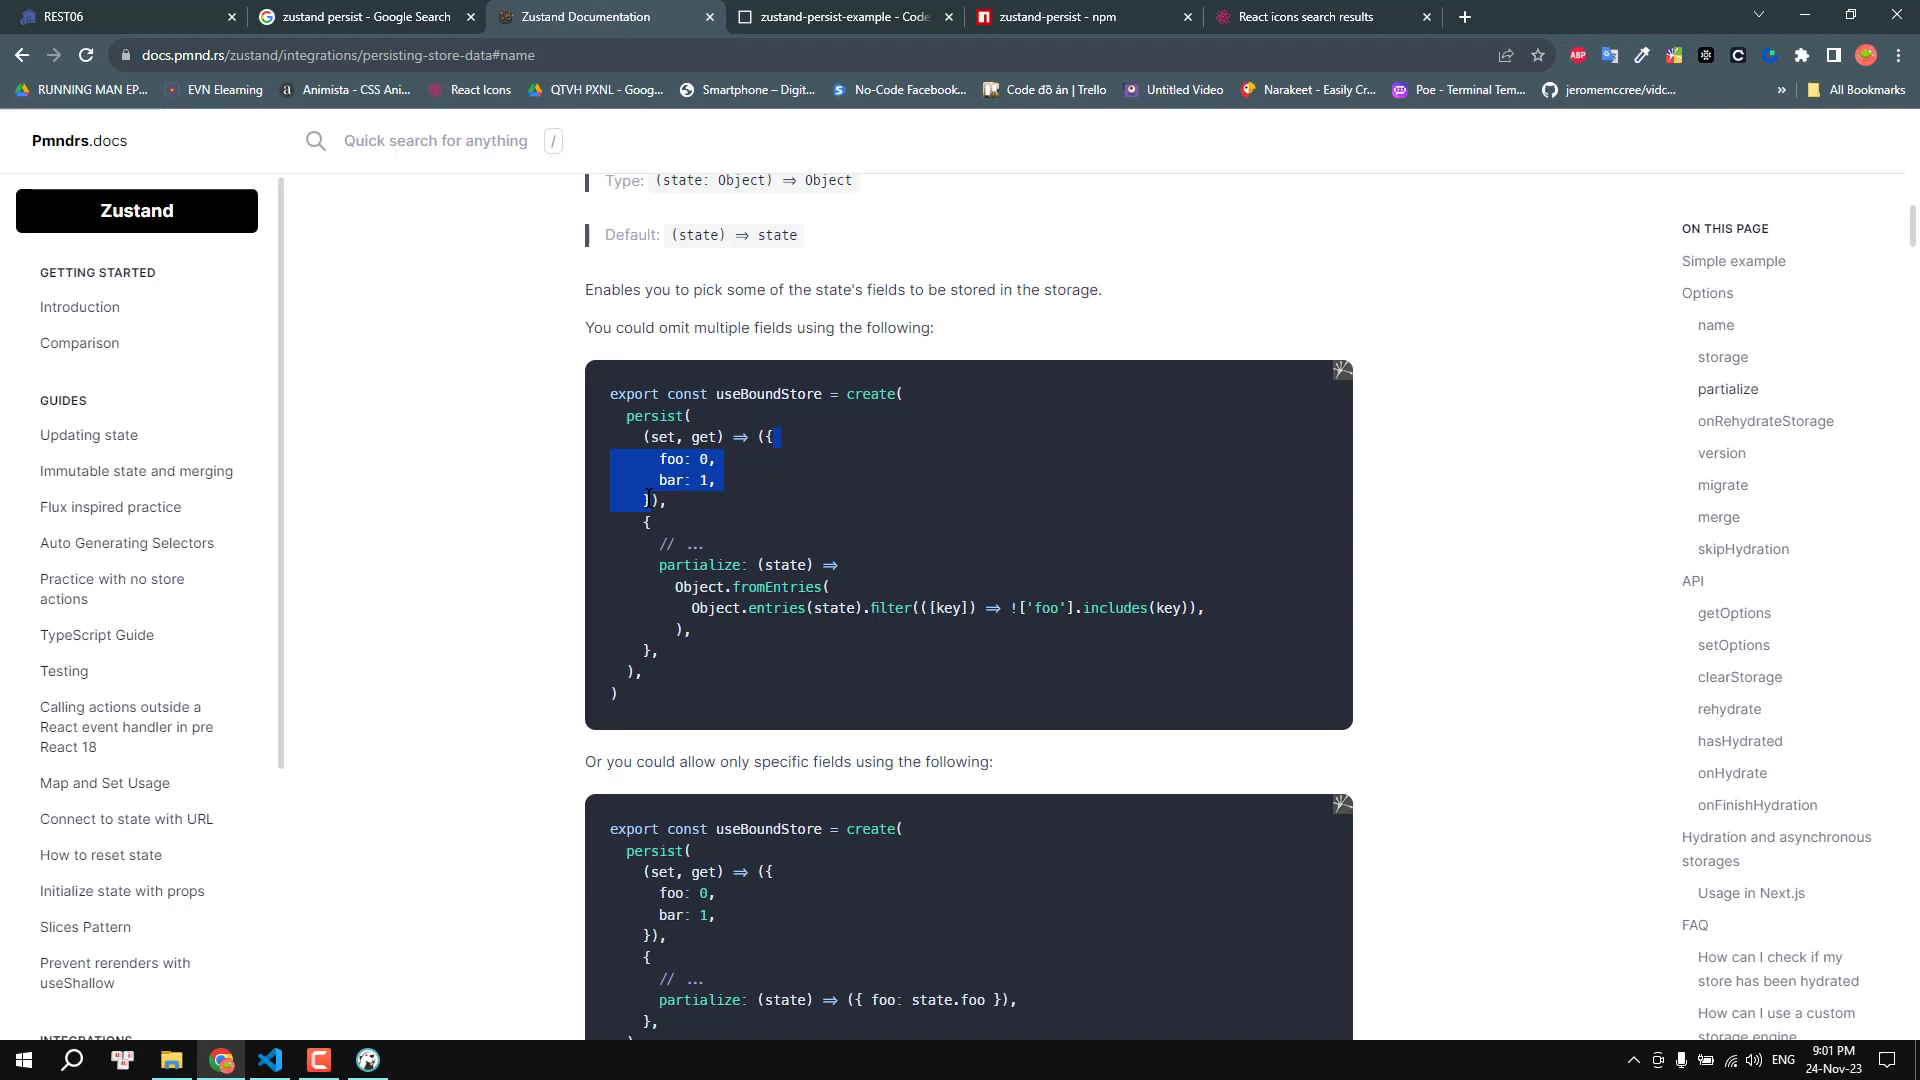 REST06
zustand persist - Google Search
Zustand Documentation
zustand-persist-example - Code
zustand-persist - npm
React icons search results
docs.pmnd.rs/zustand/integrations/persisting-store-data#name
ABP
RUNNING MAN EP...
EVN Elearning
Animista - CSS Ani...
React Icons
QTVH PXNL - Goog...
Smartphone – Digit...
No-Code Facebook...
Code đồ án | Trello
Untitled Video
Narakeet - Easily Cr...
Poe - Terminal Tem...
jeromemccree/vidc...
»
All Bookmarks
Pmndrs.docs
Quick search for anything
/
Zustand
GETTING STARTED
Introduction
Comparison
GUIDES
Updating state
Immutable state and merging
Flux inspired practice
Auto Generating Selectors
Practice with no store
actions
TypeScript Guide
Testing
Calling actions outside a
React event handler in pre
React 18
Map and Set Usage
Connect to state with URL
How to reset state
Initialize state with props
Slices Pattern
Prevent rerenders with
useShallow
INTEGRATIONS
Type: (state: Object) => Object
Default: (state) => state
Enables you to pick some of the state's fields to be stored in the storage.
You could omit multiple fields using the following:
export const useBoundStore = create(
persist(
(set, get) => ({
foo: 0,
bar: 1,
}),
{
// ...
partialize: (state) =>
Object.fromEntries(
Object.entries(state).filter(([key]) => !['foo'].includes(key)),
),
},
),
)
Or you could allow only specific fields using the following:
export const useBoundStore = create(
persist(
(set, get) => ({
foo: 0,
bar: 1,
}),
{
// ...
partialize: (state) => ({ foo: state.foo }),
},
),
ON THIS PAGE
Simple example
Options
name
storage
partialize
onRehydrateStorage
version
migrate
merge
skipHydration
API
getOptions
setOptions
clearStorage
rehydrate
hasHydrated
onHydrate
onFinishHydration
Hydration and asynchronous
storages
Usage in Next.js
FAQ
How can I check if my
store has been hydrated
How can I use a custom
storage engine
ENG
9:01 PM
24-Nov-23